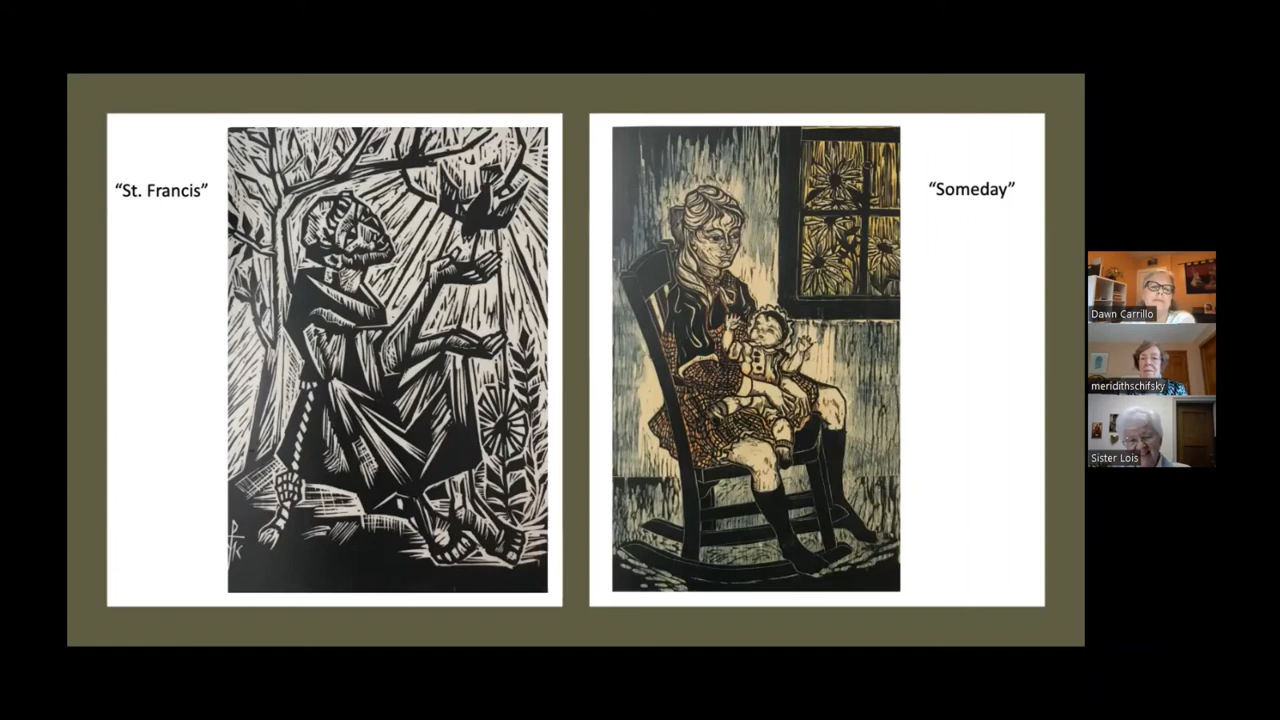 “St. Francis”
“Someday”
Dawn Carrillo
meridithschifsky
Sister Lois